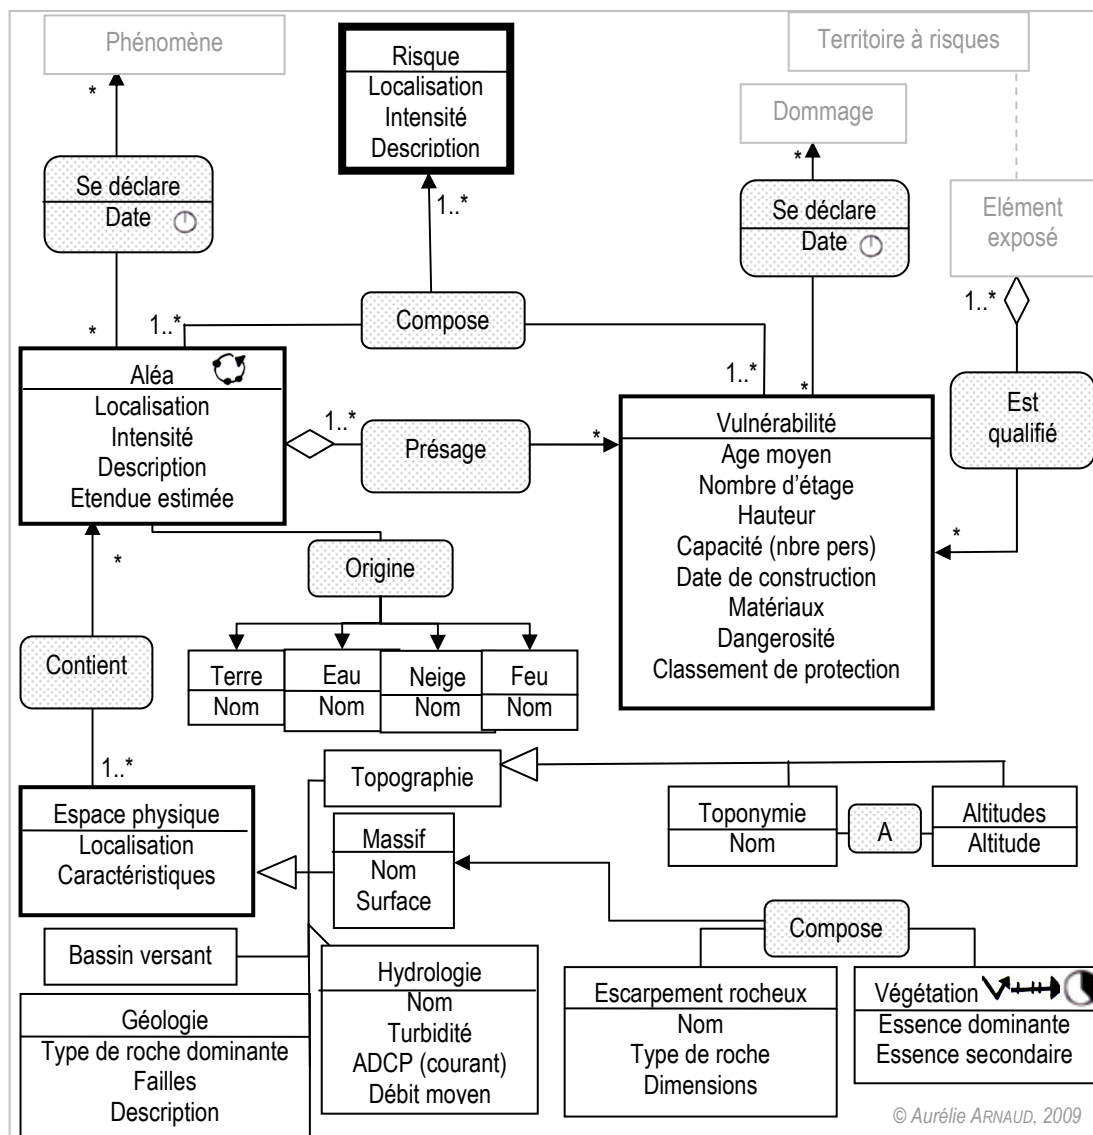 Phénomène
*
Se déclare
Date
*
Risque
Localisation
Intensité
Description
1..*
Territoire à risques
Dommage
*
Se déclare
Date
*
Elément
exposé
1..*
Est
qualifié
*
Compose
1..*
1..*
Aléa
Localisation
Intensité
Description
Etendue estimée
1..*
Présage
*
Vulnérabilité
Age moyen
Nombre d'étage
Hauteur
Capacité (nbre pers)
Date de construction
Matériaux
Dangerosité
Classement de protection
*
Contient
1..*
Origine
Terre
Nom
Eau
Nom
Neige
Nom
Feu
Nom
Espace physique
Localisation
Caractéristiques
Topographie
Toponymie
Nom
A
Altitudes
Altitude
Massif
Nom
Surface
Bassin versant
Compose
Géologie
Type de roche dominante
Failles
Description
Hydrologie
Nom
Turbidité
ADCP (courant)
Débit moyen
Escarpement rocheux
Nom
Type de roche
Dimensions
Végétation
Essence dominante
Essence secondaire
© Aurélie ARNAUD, 2009